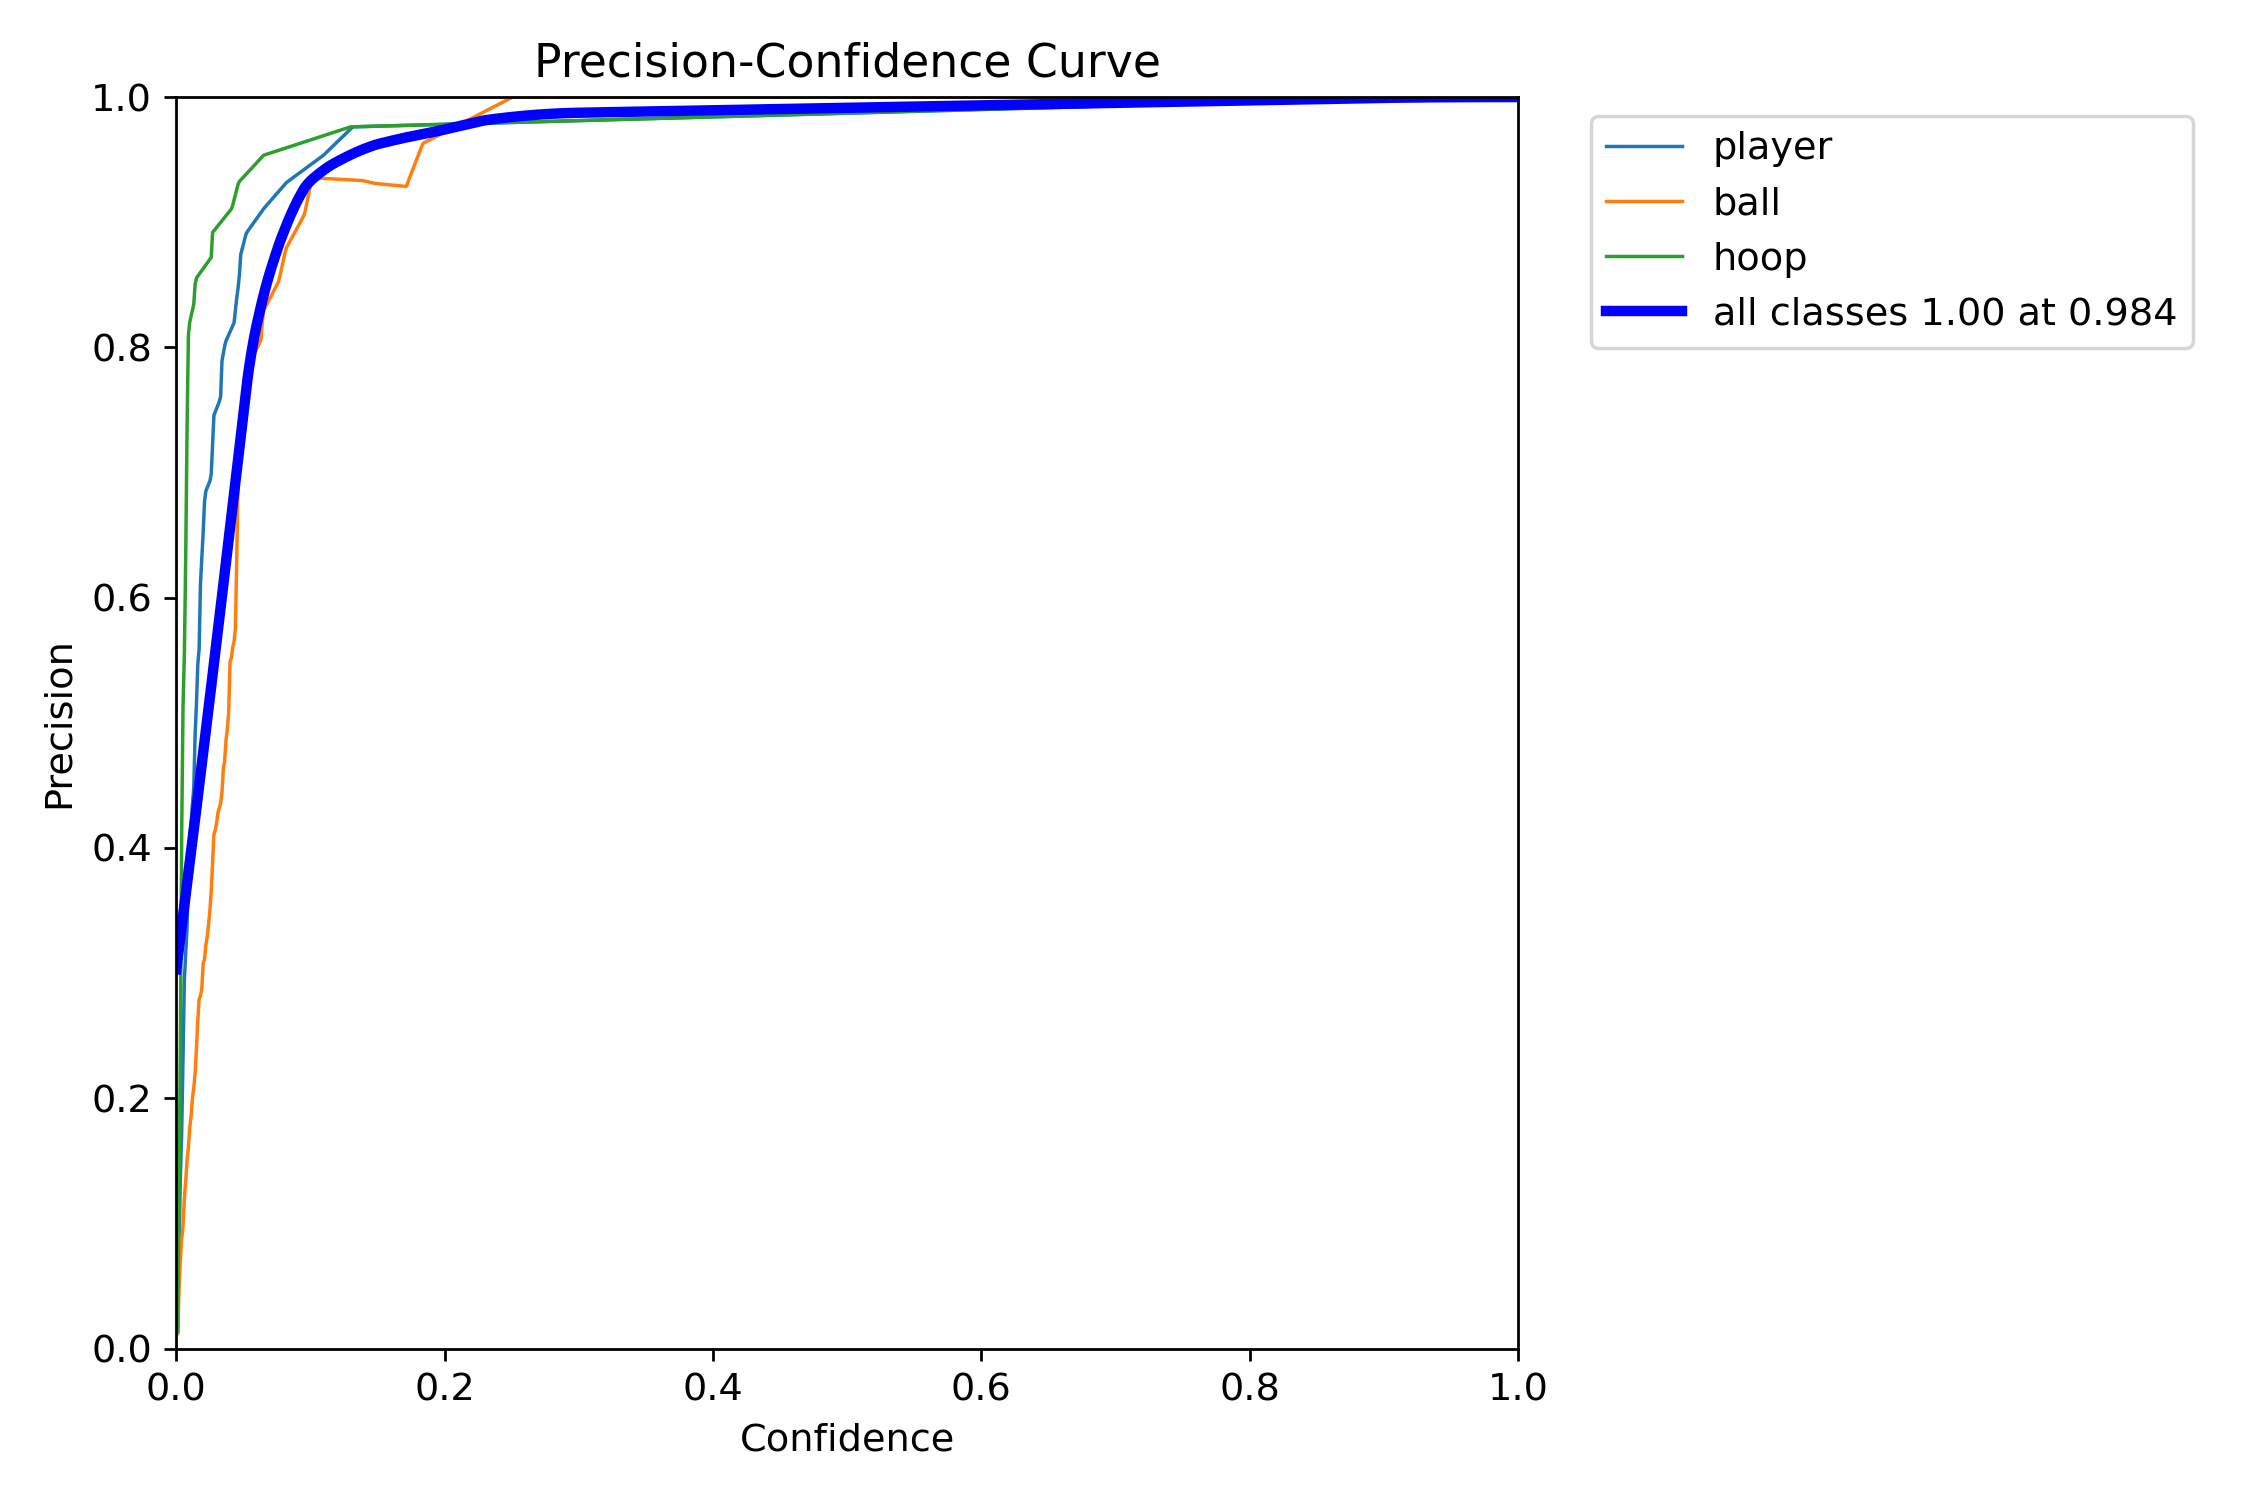 Precision-Confidence Curve
1.0
0.8
0.6
0.4
0.2
0.0
Precision
0.0 0.2 0.4 0.6 0.8 1.0
Confidence
player
ball
hoop
all classes 1.00 at 0.984